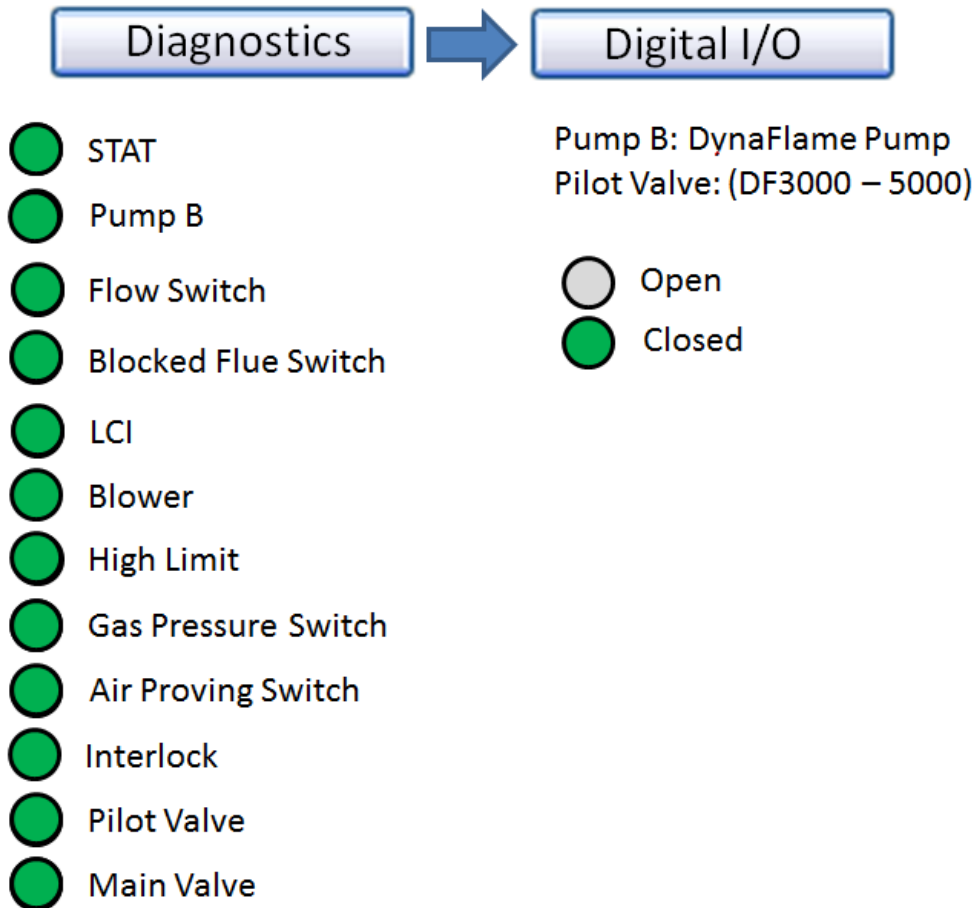 Diagnostics
Digital I/O
STAT
Pump B
Flow Switch
Blocked Flue Switch
LCI
Blower
High Limit
Gas Pressure Switch
Air Proving Switch
Interlock
Pilot Valve
Main Valve
Pump B: DynaFlame Pump
Pilot Valve: (DF3000 – 5000)
Open
Closed